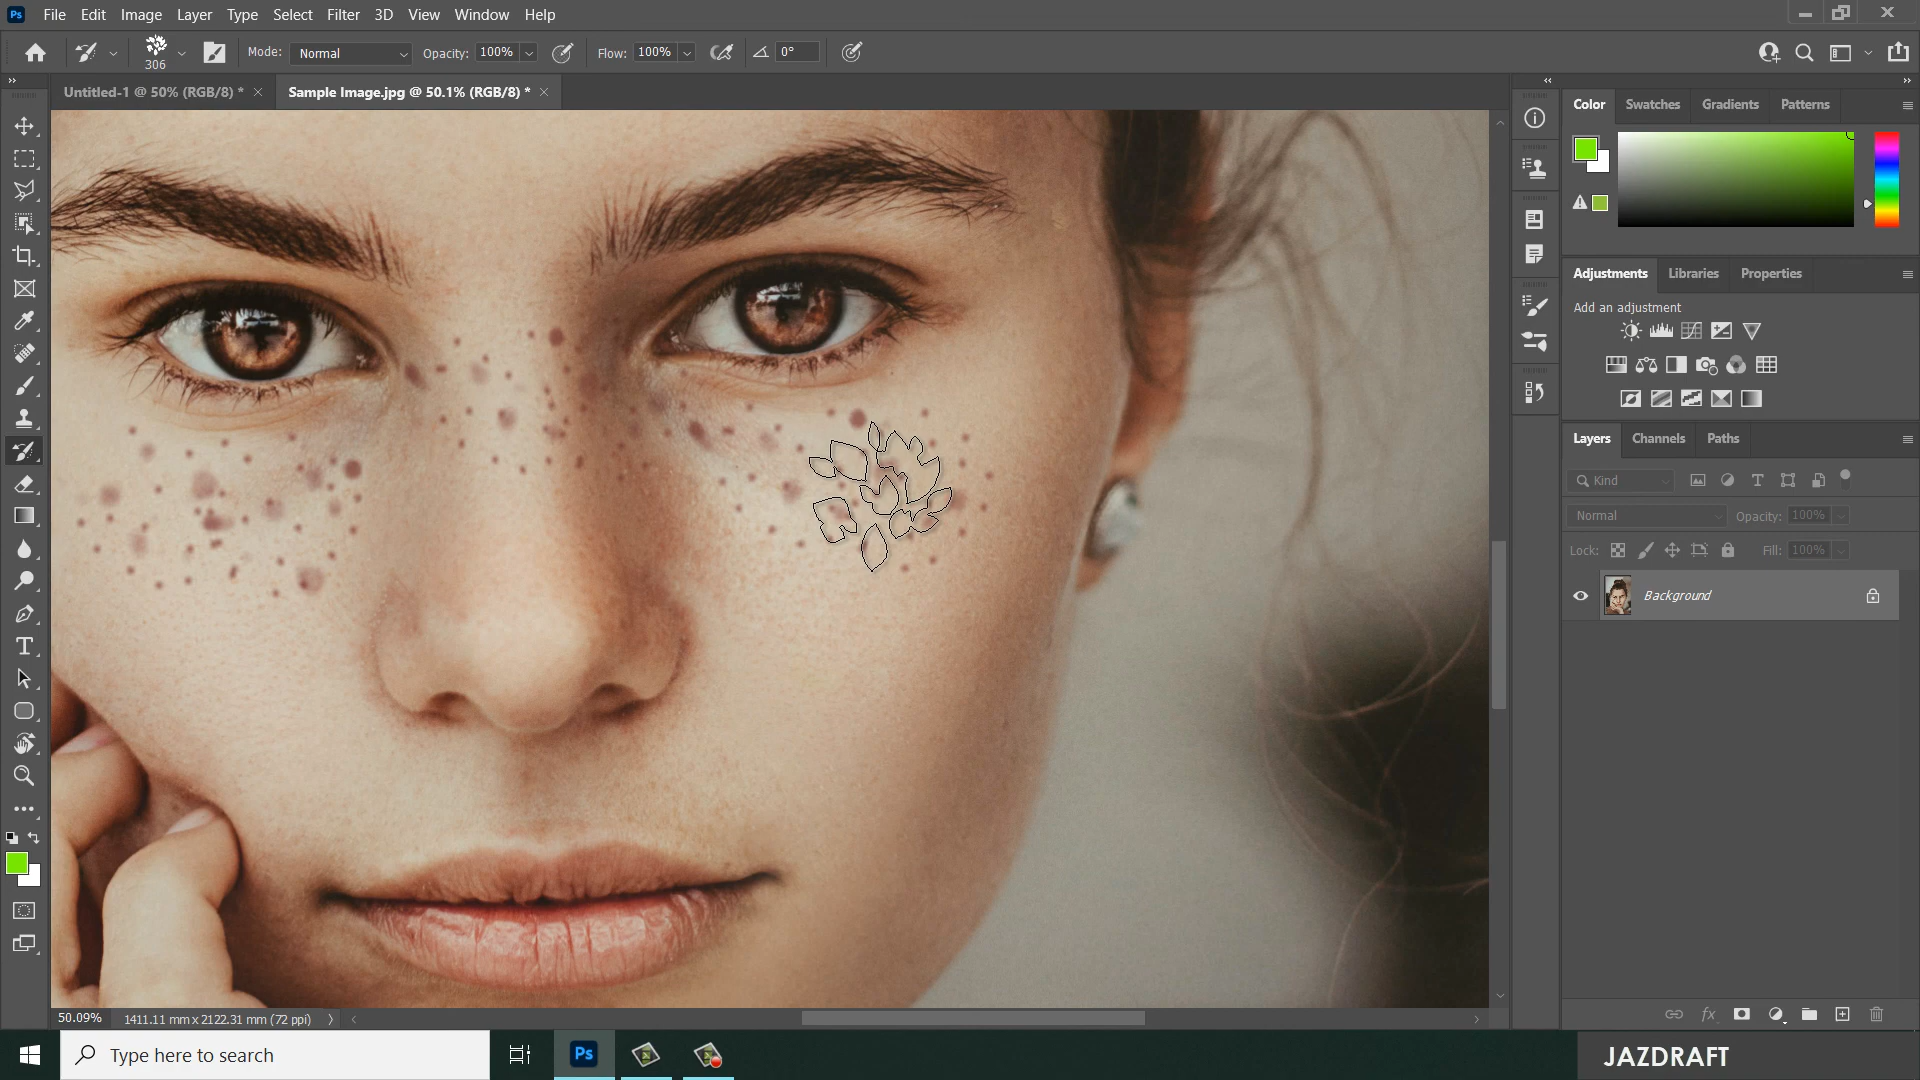 Ps File Edit Image Layer Type Select Filter 3D View Window Help
306 Mode: Normal Opacity: 100% Flow: 100% 0°
Untitled-1 @ 50% (RGB/8) * Sample Image.jpg @ 50.1% (RGB/8) *
Color Swatches Gradients Patterns
Adjustments Libraries Properties
Add an adjustment
Layers Channels Paths
Kind
Normal Opacity: 100%
Lock: Fill: 100%
Background
fx
50.09% 1411.11 mm x 2122.31 mm (72 ppi)
Type here to search Ps
JAZDRAFT